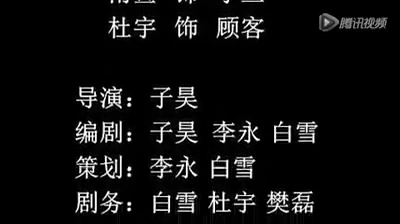 腾讯视频
杜宇 饰 顾客
导演：子昊
编剧：子昊 李永 白雪
策划：李永 白雪
剧务：白雪 杜宇 樊磊